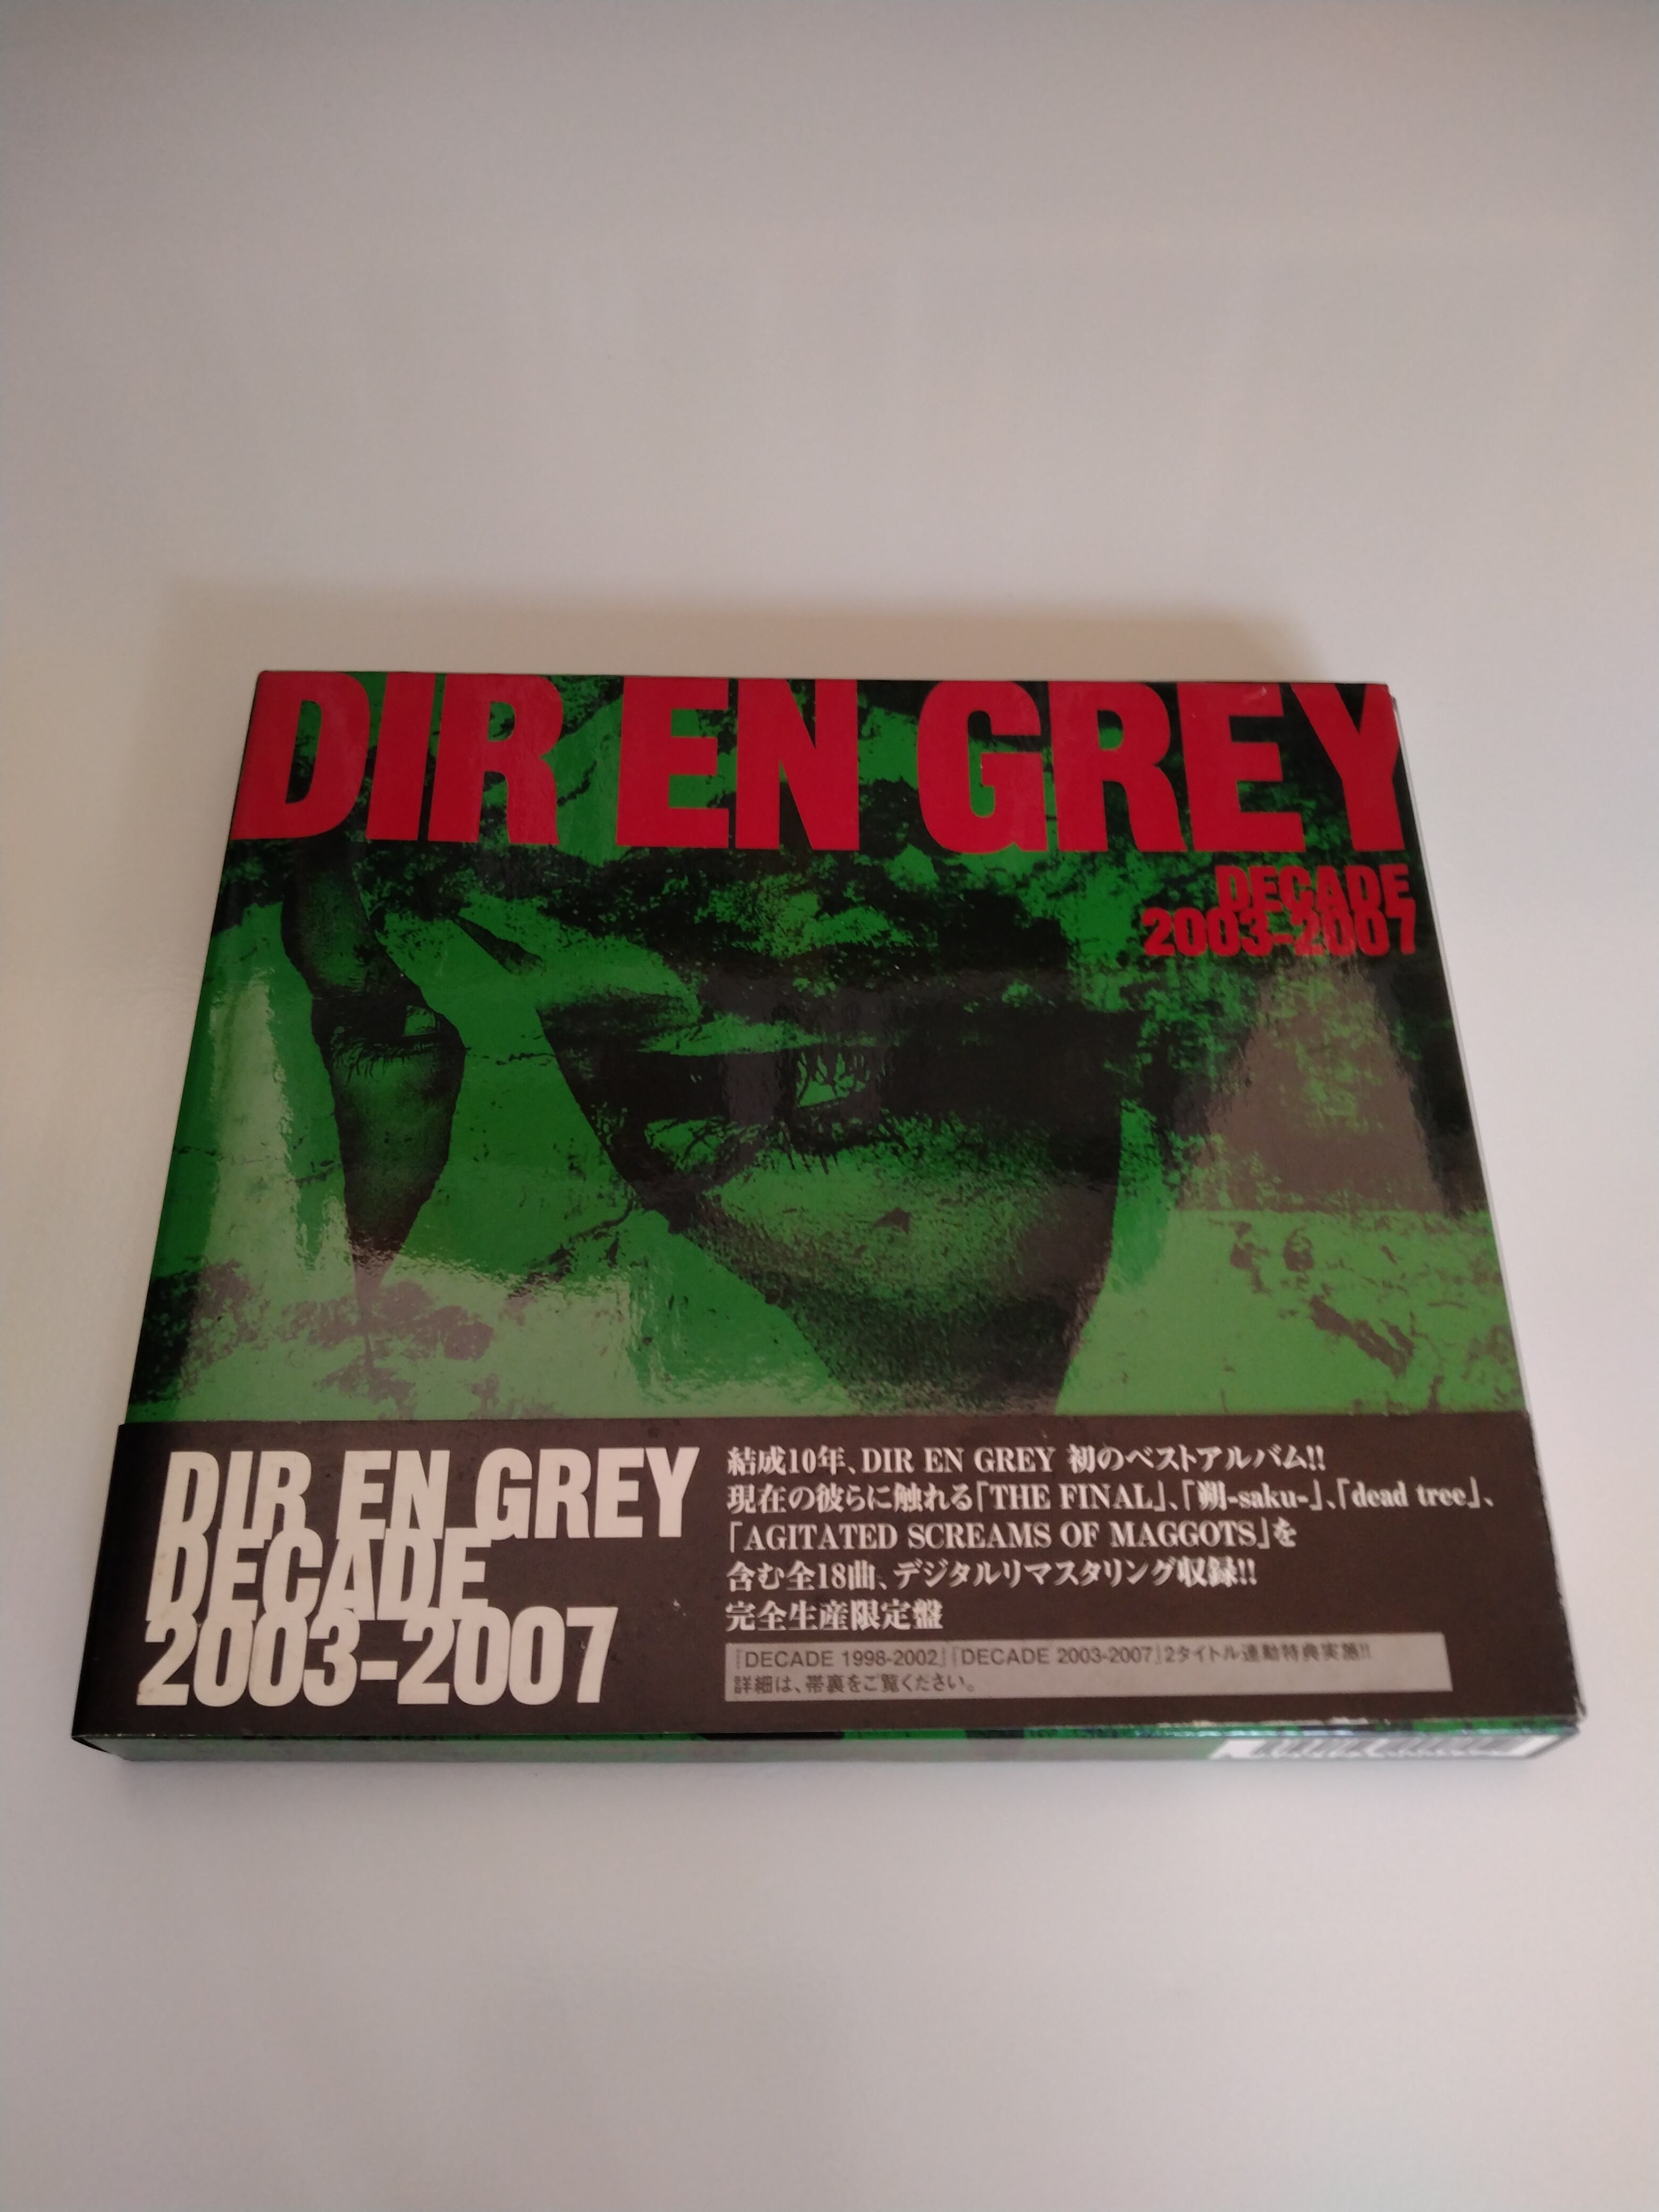 DIR EN GREY
DECADE
2003-2007
DIR EN GREY
DECADE
2003-2007
結成10年、DIR EN GREY 初のベストアルバム!!
現在の彼らに触れる「THE FINAL」、「朔-saku-」、「dead tree」、
「AGITATED SCREAMS OF MAGGOTS」を
含む全18曲、デジタルリマスタリング収録!!
完全生産限定盤
『DECADE 1998-2002』『DECADE 2003-2007』2タイトル連動特典実施!!
詳細は、帯裏をご覧ください。